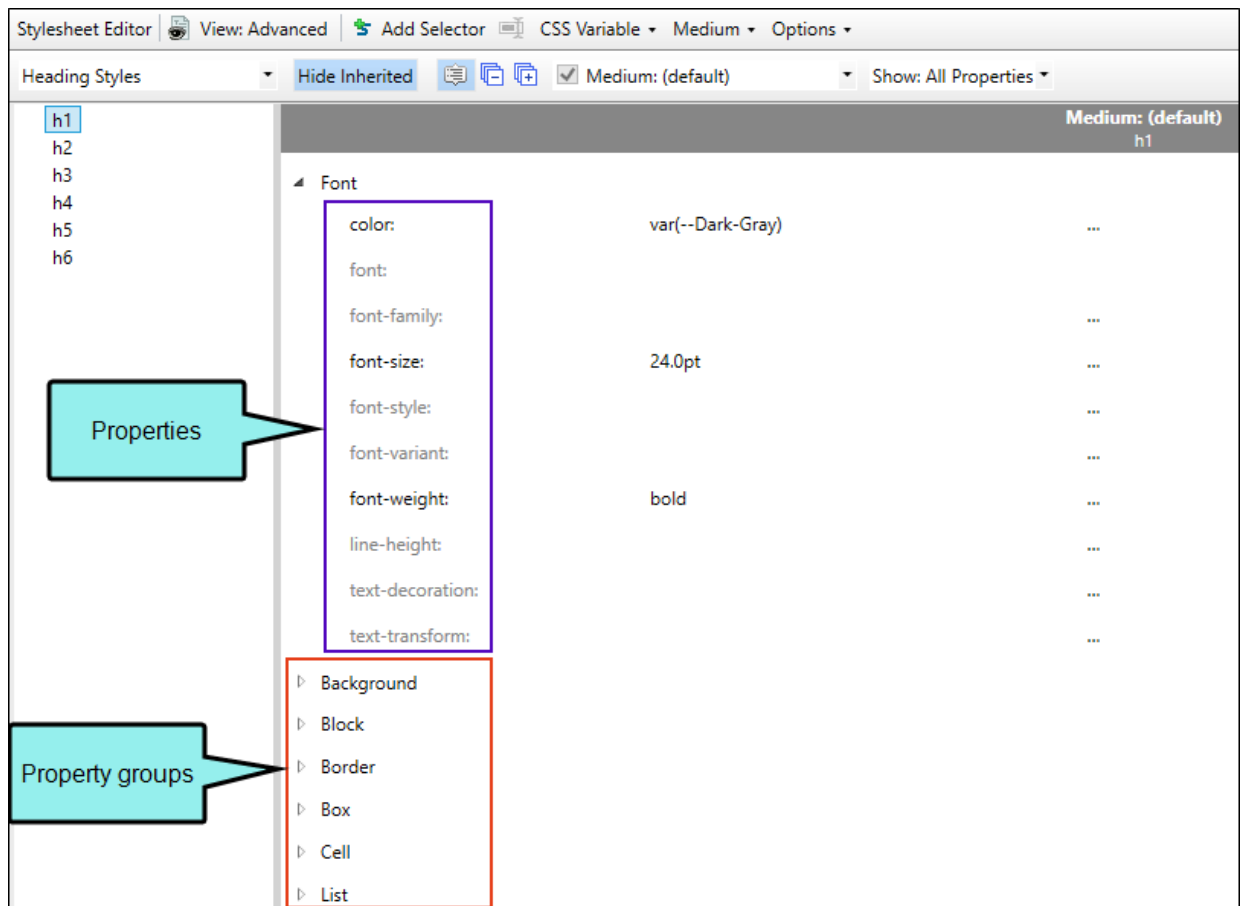 Stylesheet Editor View: Advanced Add Selector CSS Variable Medium Options
Heading Styles Hide Inherited Medium: (default) Show: All Properties
h1
h2
h3
h4
h5
h6
Medium: (default)
h1
Font
color: var(--Dark-Gray) ...
font:
font-family: ...
font-size: 24.0pt ...
font-style: ...
font-variant: ...
font-weight: bold ...
line-height: ...
text-decoration: ...
text-transform: ...
Properties
Background
Block
Border
Box
Cell
List
Property groups